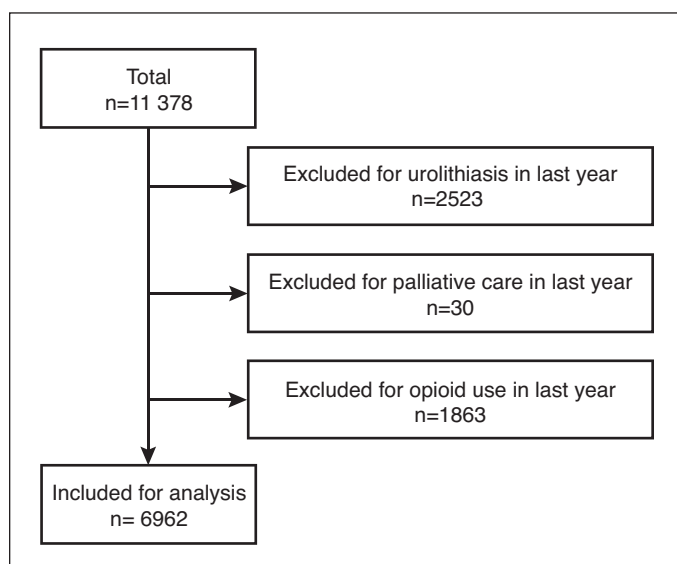 Total
n=11 378
Excluded for urolithiasis in last year
n=2523
Excluded for palliative care in last year
n=30
Excluded for opioid use in last year
n=1863
Included for analysis
n= 6962